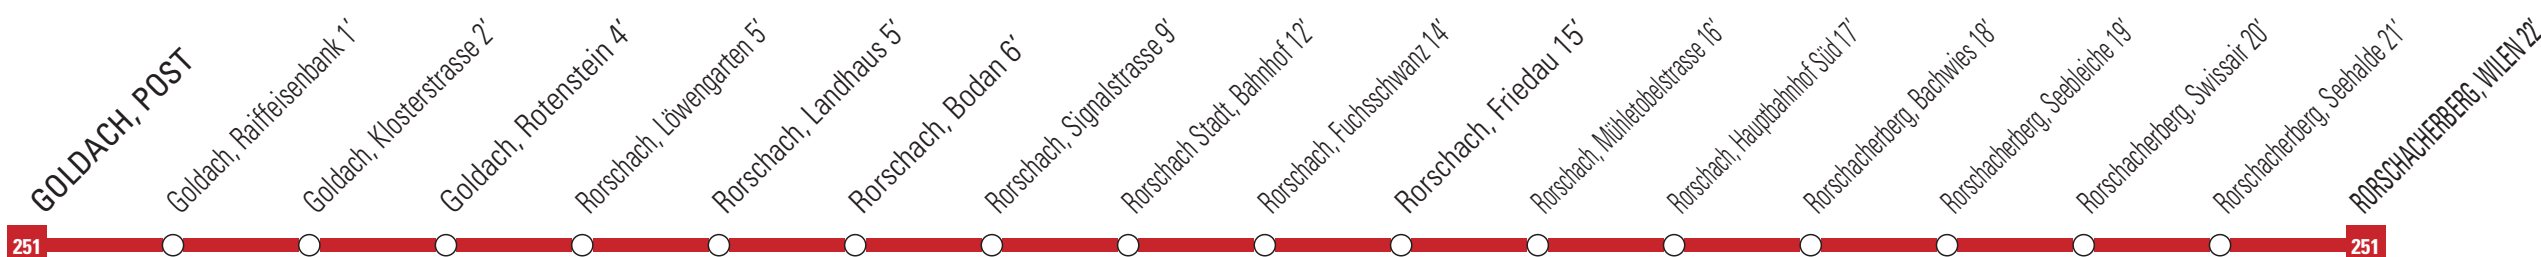 GOLDACH, POST
Goldach, Raiffeisenbank 1'
Goldach, Klosterstrasse 2'
Goldach, Rotenstein 4'
Rorschach, Löwengarten 5'
Rorschach, Landhaus 5'
Rorschach, Bodan 6'
Rorschach, Signalstrasse 9'
Rorschach Stadt, Bahnhof 12'
Rorschach, Fuchsschwanz 14'
Rorschach, Friedau 15'
Rorschach, Mühletobelstrasse 16'
Rorschach, Hauptbahnhof Süd 17'
Rorschacherberg, Bachwies 18'
Rorschacherberg, Seebleiche 19'
Rorschacherberg, Swissair 20'
Rorschacherberg, Seehalde 21'
RORSCHACHERBERG, WILEN 22'
251
251